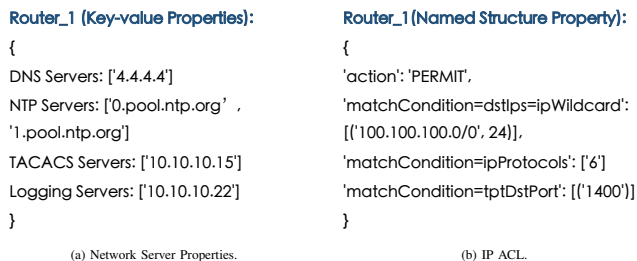 Router_1 (Key-value Properties):
{
DNS Servers: ['4.4.4.4']
NTP Servers: ['0.pool.ntp.org’,
'1.pool.ntp.org']
TACACS Servers: ['10.10.10.15']
Logging Servers: ['10.10.10.22']
}
(a) Network Server Properties.
Router_1(Named Structure Property):
{
'action': 'PERMIT',
'matchCondition=dstIps=ipWildcard':
[('100.100.100.0/0', 24)],
'matchCondition=ipProtocols': ['6']
'matchCondition=tptDstPort': [('1400')]
}
(b) IP ACL.